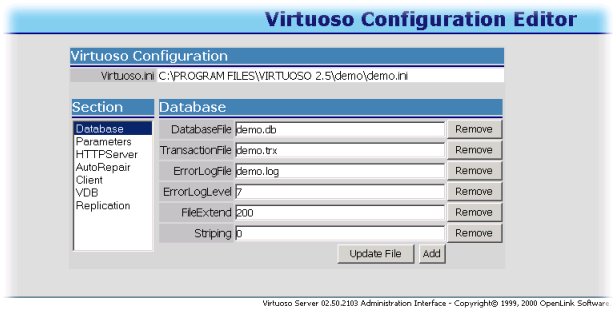 Virtuoso Configuration Editor
Virtuoso Configuration
Virtuoso.ini C:\PROGRAM FILES\VIRTUOSO 2.5\demo\demo.ini
Section Database
Database
Parameters
HTTPServer
AutoRepair
Client
VDB
Replication
DatabaseFile demo.db Remove
TransactionFile demo.trx Remove
ErrorLogFile demo.log Remove
ErrorLogLevel 7 Remove
FileExtend 200 Remove
Striping 0 Remove
Update File Add
Virtuoso Server 02.50.2103 Administration Interface - Copyright© 1999, 2000 OpenLink Software